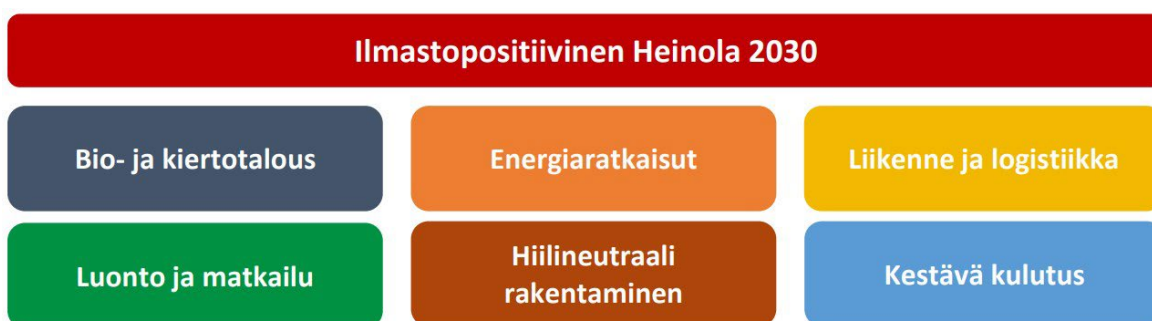 Ilmastopositiivinen Heinola 2030
Bio- ja kiertotalous
Energiaratkaisut
Liikenne ja logistiikka
Luonto ja matkailu
Hiilineutraali
rakentaminen
Kestävä kulutus